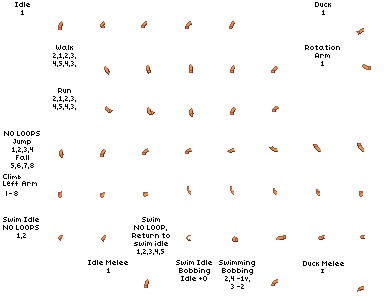 Idle
1
Duck
1
Walk
2,1,2,3,
4,5,4,3,
Rotation
Arm
1
Run
2,1,2,3,
4,5,4,3,
NO LOOPS
Jump
1,2,3,4
Fall
5,6,7,8
Climb
Left Arm
1-8
Swim Idle
NO LOOPS
1,2
Swim
NO LOOP,
Return to
swim idle
1,2,3,4,5
Idle Melee
1
Swim Idle
Bobbing
Idle +0
Swimming
Bobbing
2,4 -1v,
3 -2
Duck Melee
1